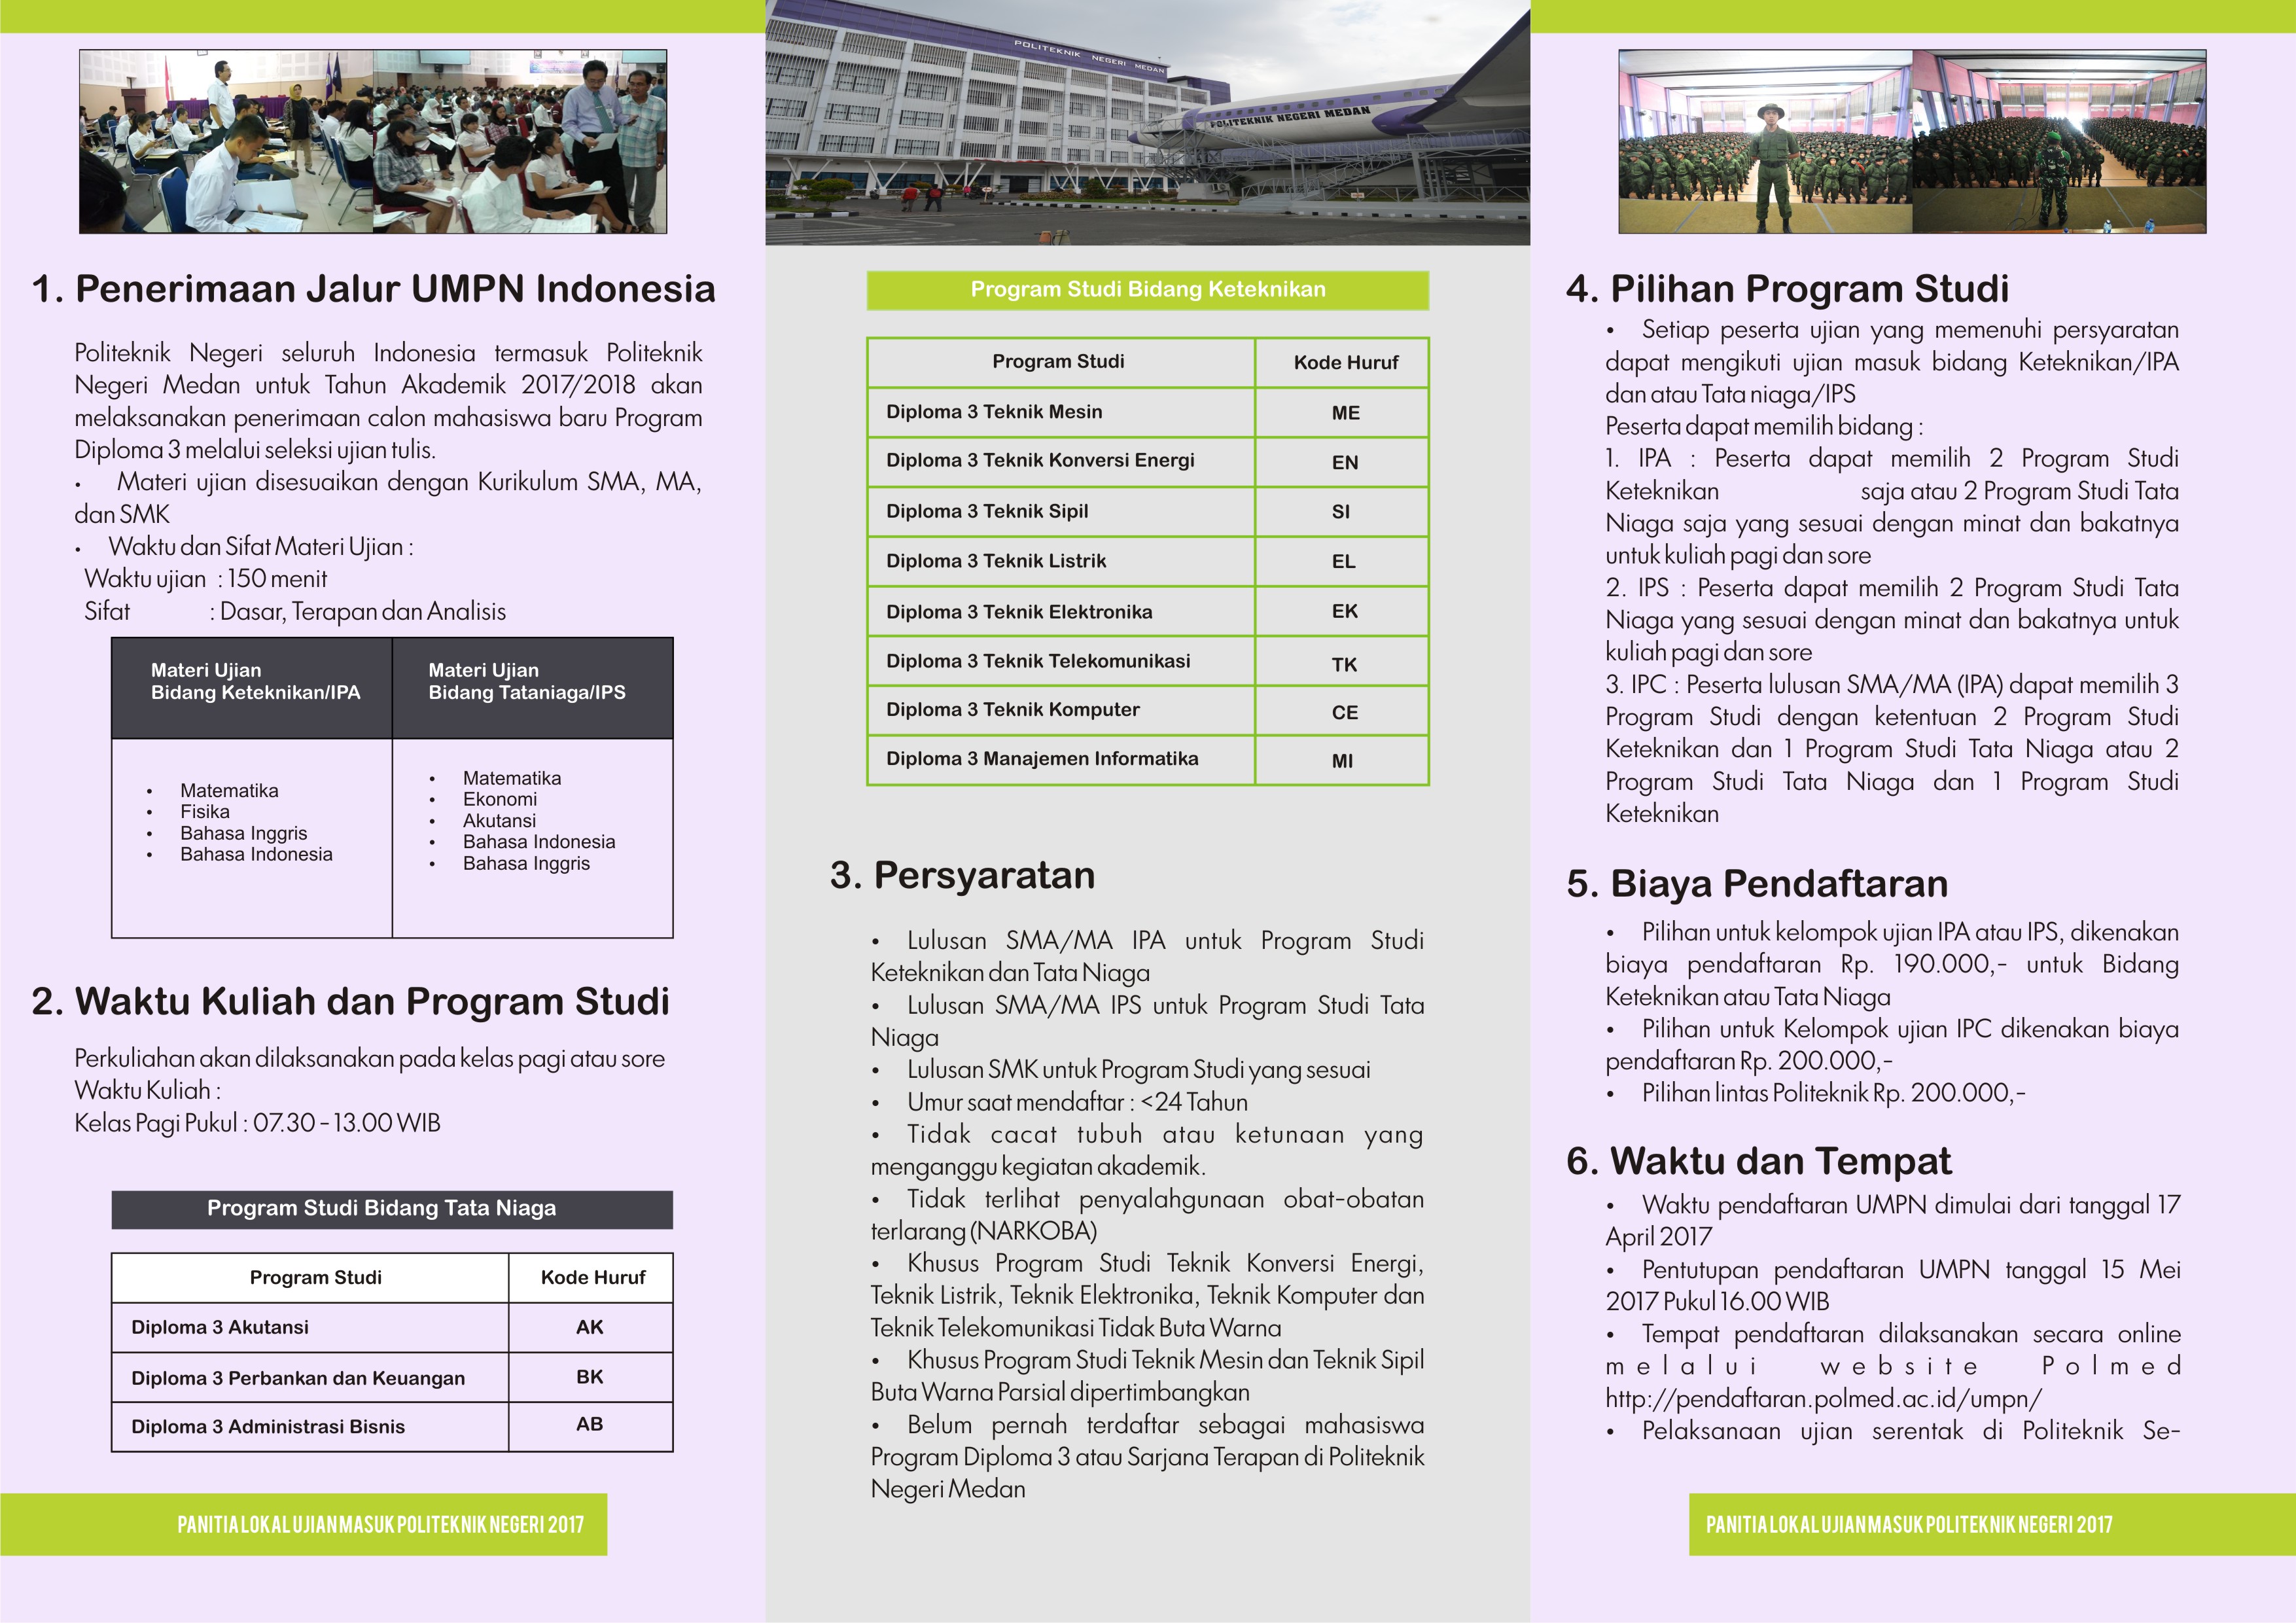 1. Penerimaan Jalur UMPN Indonesia
Politeknik Negeri seluruh Indonesia termasuk Politeknik
Negeri Medan untuk Tahun Akademik 2017/2018 akan
melaksanakan penerimaan calon mahasiswa baru Program
Diploma 3 melalui seleksi ujian tulis.
• Materi ujian disesuaikan dengan Kurikulum SMA, MA,
dan SMK
• Waktu dan Sifat Materi Ujian :
Waktu ujian : 150 menit
Sifat : Dasar, Terapan dan Analisis
Materi Ujian
Bidang Keteknikan/IPA
Materi Ujian
Bidang Tataniaga/IPS
• Matematika
• Fisika
• Bahasa Inggris
• Bahasa Indonesia
• Matematika
• Ekonomi
• Akutansi
• Bahasa Indonesia
• Bahasa Inggris
2. Waktu Kuliah dan Program Studi
Perkuliahan akan dilaksanakan pada kelas pagi atau sore
Waktu Kuliah :
Kelas Pagi Pukul : 07.30 - 13.00 WIB
Program Studi Bidang Tata Niaga
Program Studi Kode Huruf
Diploma 3 Akutansi AK
Diploma 3 Perbankan dan Keuangan BK
Diploma 3 Administrasi Bisnis AB
PANITIA LOKAL UJIAN MASUK POLITEKNIK NEGERI 2017
POLITEKNIK NEGERI MEDAN
POLITEKNIK NEGERI MEDAN
Program Studi Bidang Keteknikan
Program Studi Kode Huruf
Diploma 3 Teknik Mesin ME
Diploma 3 Teknik Konversi Energi EN
Diploma 3 Teknik Sipil SI
Diploma 3 Teknik Listrik EL
Diploma 3 Teknik Elektronika EK
Diploma 3 Teknik Telekomunikasi TK
Diploma 3 Teknik Komputer CE
Diploma 3 Manajemen Informatika MI
3. Persyaratan
• Lulusan SMA/MA IPA untuk Program Studi
Keteknikan dan Tata Niaga
• Lulusan SMA/MA IPS untuk Program Studi Tata
Niaga
• Lulusan SMK untuk Program Studi yang sesuai
• Umur saat mendaftar : <24 Tahun
• Tidak cacat tubuh atau ketunaan yang
menganggu kegiatan akademik.
• Tidak terlihat penyalahgunaan obat-obatan
terlarang (NARKOBA)
• Khusus Program Studi Teknik Konversi Energi,
Teknik Listrik, Teknik Elektronika, Teknik Komputer dan
Teknik Telekomunikasi Tidak Buta Warna
• Khusus Program Studi Teknik Mesin dan Teknik Sipil
Buta Warna Parsial dipertimbangkan
• Belum pernah terdaftar sebagai mahasiswa
Program Diploma 3 atau Sarjana Terapan di Politeknik
Negeri Medan
4. Pilihan Program Studi
• Setiap peserta ujian yang memenuhi persyaratan
dapat mengikuti ujian masuk bidang Keteknikan/IPA
dan atau Tata niaga/IPS
Peserta dapat memilih bidang :
1. IPA : Peserta dapat memilih 2 Program Studi
Keteknikan saja atau 2 Program Studi Tata
Niaga saja yang sesuai dengan minat dan bakatnya
untuk kuliah pagi dan sore
2. IPS : Peserta dapat memilih 2 Program Studi Tata
Niaga yang sesuai dengan minat dan bakatnya untuk
kuliah pagi dan sore
3. IPC : Peserta lulusan SMA/MA (IPA) dapat memilih 3
Program Studi dengan ketentuan 2 Program Studi
Keteknikan dan 1 Program Studi Tata Niaga atau 2
Program Studi Tata Niaga dan 1 Program Studi
Keteknikan
5. Biaya Pendaftaran
• Pilihan untuk kelompok ujian IPA atau IPS, dikenakan
biaya pendaftaran Rp. 190.000,- untuk Bidang
Keteknikan atau Tata Niaga
• Pilihan untuk Kelompok ujian IPC dikenakan biaya
pendaftaran Rp. 200.000,-
• Pilihan lintas Politeknik Rp. 200.000,-
6. Waktu dan Tempat
• Waktu pendaftaran UMPN dimulai dari tanggal 17
April 2017
• Pentutupan pendaftaran UMPN tanggal 15 Mei
2017 Pukul 16.00 WIB
• Tempat pendaftaran dilaksanakan secara online
melalui website Polmed
http://pendaftaran.polmed.ac.id/umpn/
• Pelaksanaan ujian serentak di Politeknik Se-
PANITIA LOKAL UJIAN MASUK POLITEKNIK NEGERI 2017